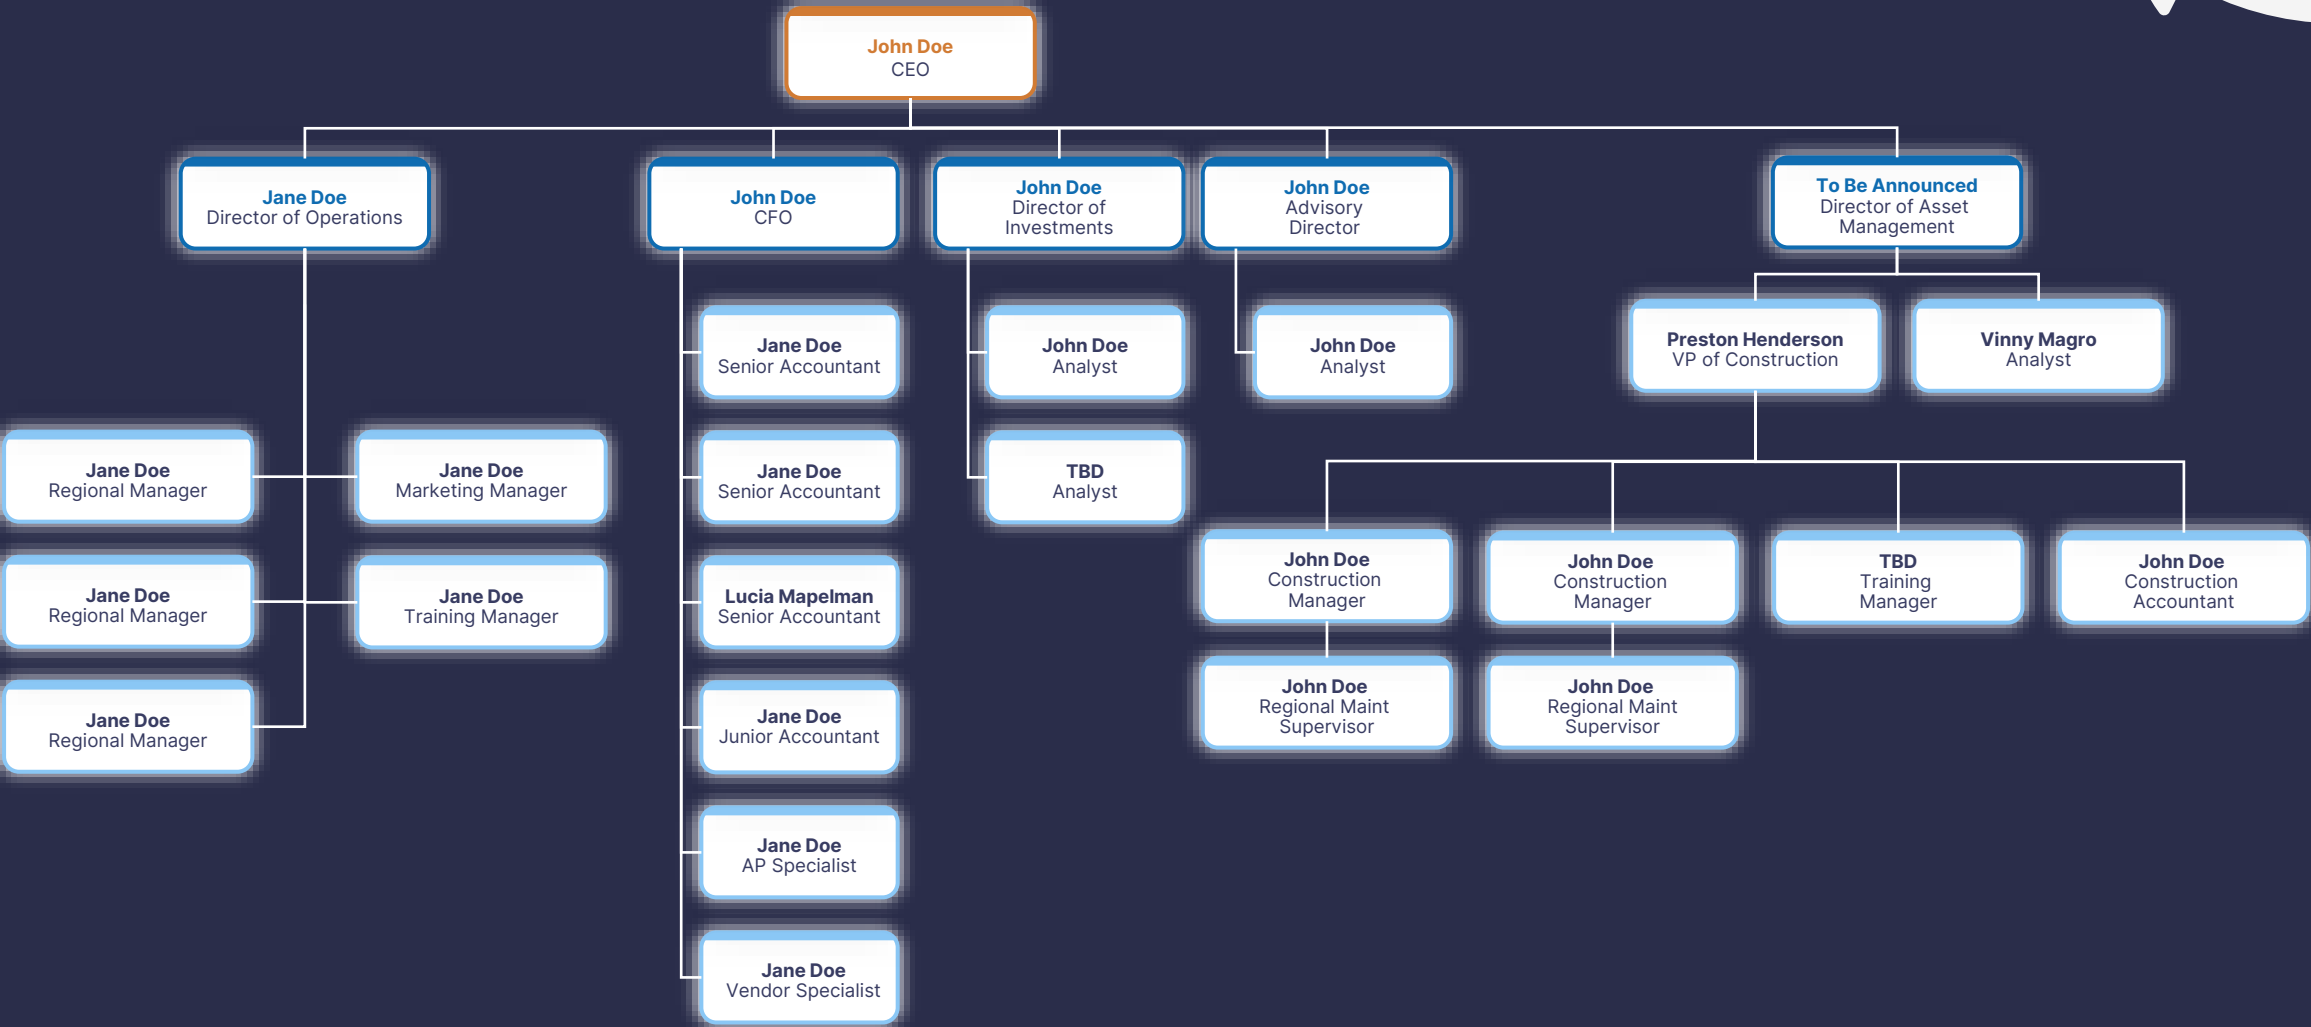 John Doe
CEO
Jane Doe
Director of Operations
John Doe
CFO
John Doe
Director of
Investments
John Doe
Advisory
Director
To Be Announced
Director of Asset
Management
Jane Doe
Regional Manager
Jane Doe
Marketing Manager
Jane Doe
Regional Manager
Jane Doe
Training Manager
Jane Doe
Regional Manager
Jane Doe
Senior Accountant
Jane Doe
Senior Accountant
Lucia Mapelman
Senior Accountant
Jane Doe
Junior Accountant
Jane Doe
AP Specialist
Jane Doe
Vendor Specialist
John Doe
Analyst
TBD
Analyst
John Doe
Analyst
Preston Henderson
VP of Construction
Vinny Magro
Analyst
John Doe
Construction
Manager
John Doe
Construction
Manager
TBD
Training
Manager
John Doe
Construction
Accountant
John Doe
Regional Maint
Supervisor
John Doe
Regional Maint
Supervisor